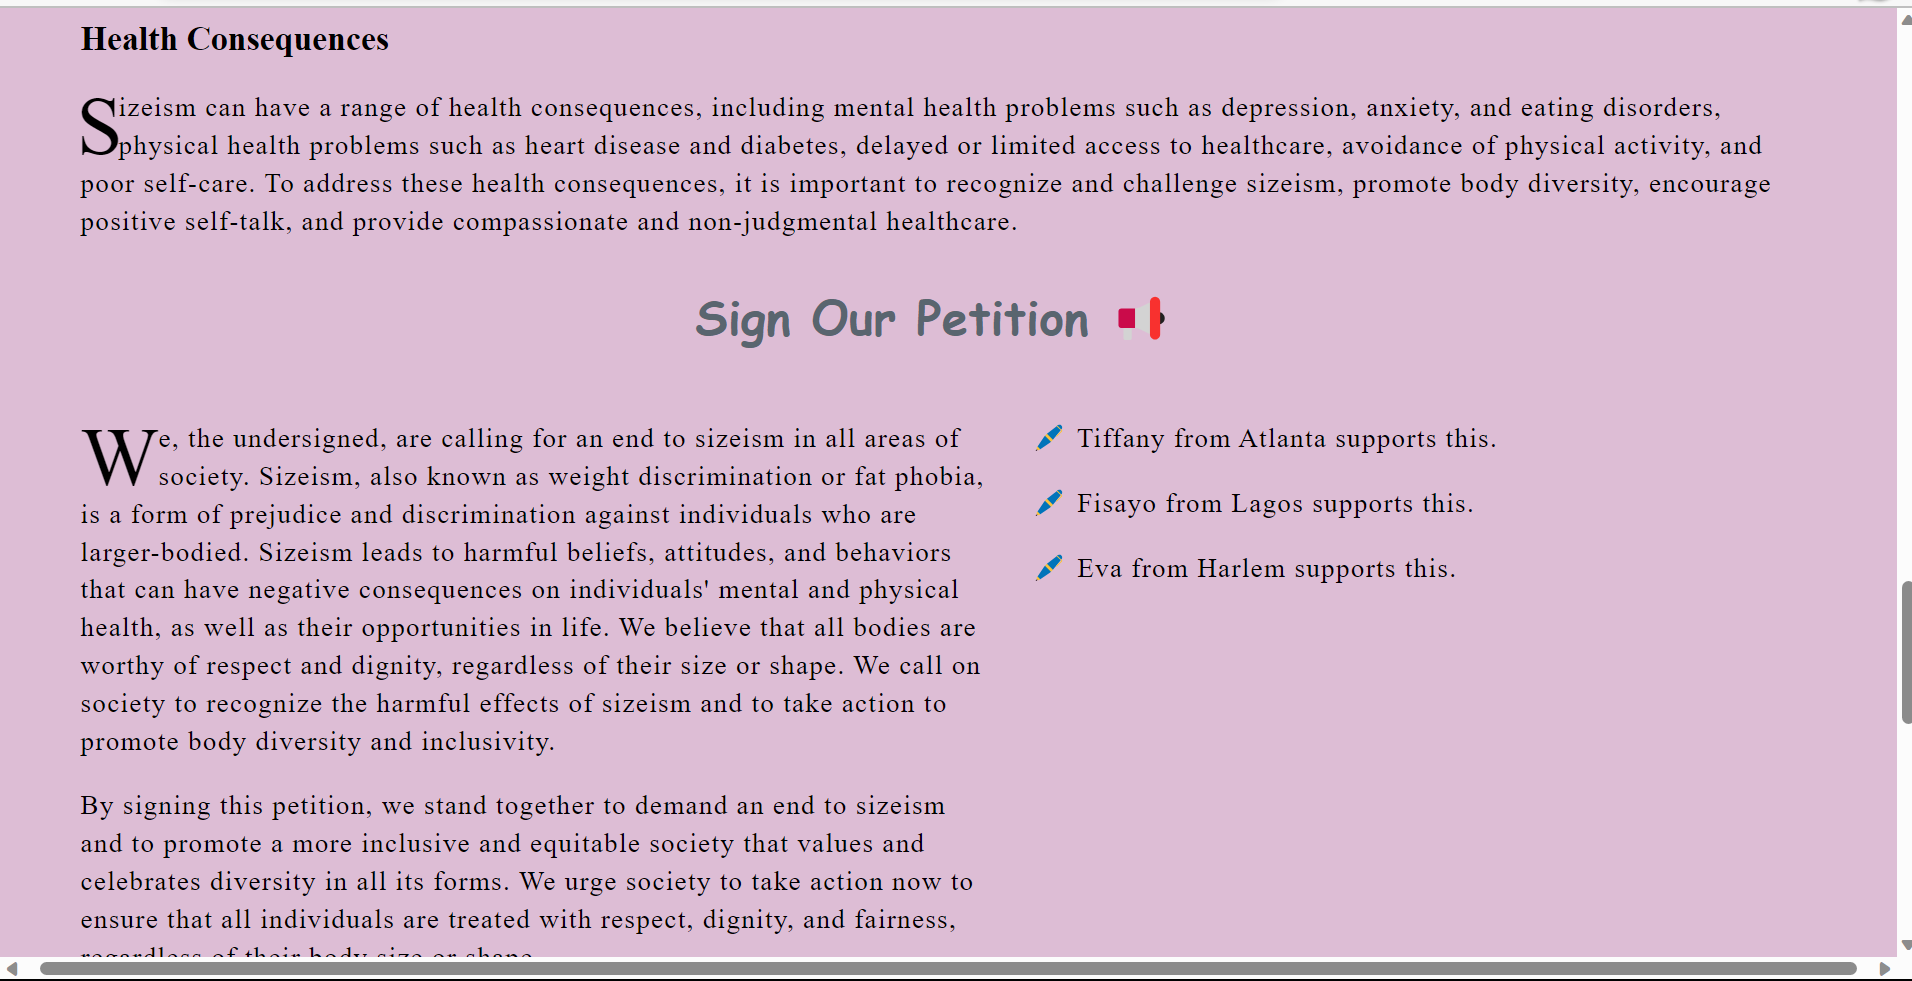 Health Consequences
Sizeism can have a range of health consequences, including mental health problems such as depression, anxiety, and eating disorders,
physical health problems such as heart disease and diabetes, delayed or limited access to healthcare, avoidance of physical activity, and
poor self-care. To address these health consequences, it is important to recognize and challenge sizeism, promote body diversity, encourage
positive self-talk, and provide compassionate and non-judgmental healthcare.
Sign Our Petition
We, the undersigned, are calling for an end to sizeism in all areas of
society. Sizeism, also known as weight discrimination or fat phobia,
is a form of prejudice and discrimination against individuals who are
larger-bodied. Sizeism leads to harmful beliefs, attitudes, and behaviors
that can have negative consequences on individuals' mental and physical
health, as well as their opportunities in life. We believe that all bodies are
worthy of respect and dignity, regardless of their size or shape. We call on
society to recognize the harmful effects of sizeism and to take action to
promote body diversity and inclusivity.
By signing this petition, we stand together to demand an end to sizeism
and to promote a more inclusive and equitable society that values and
celebrates diversity in all its forms. We urge society to take action now to
ensure that all individuals are treated with respect, dignity, and fairness,
regardless of their body size or shape
Tiffany from Atlanta supports this.
Fisayo from Lagos supports this.
Eva from Harlem supports this.